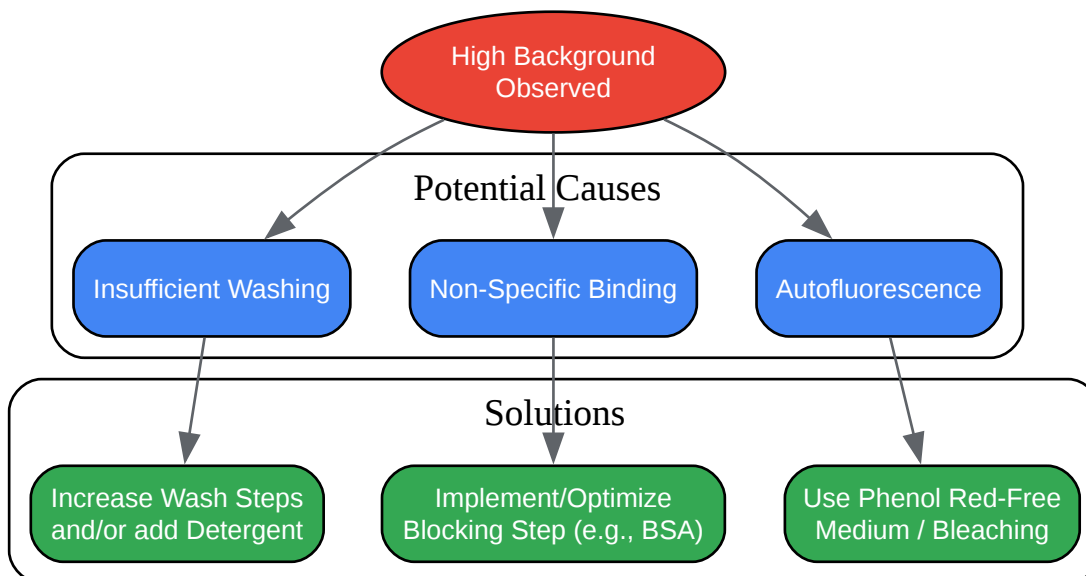 High Background
Observed
Potential Causes
Insufficient Washing
Non-Specific Binding
Autofluorescence
Solutions
Increase Wash Steps
and/or add Detergent
Implement/Optimize
Blocking Step (e.g., BSA)
Use Phenol Red-Free
Medium / Bleaching